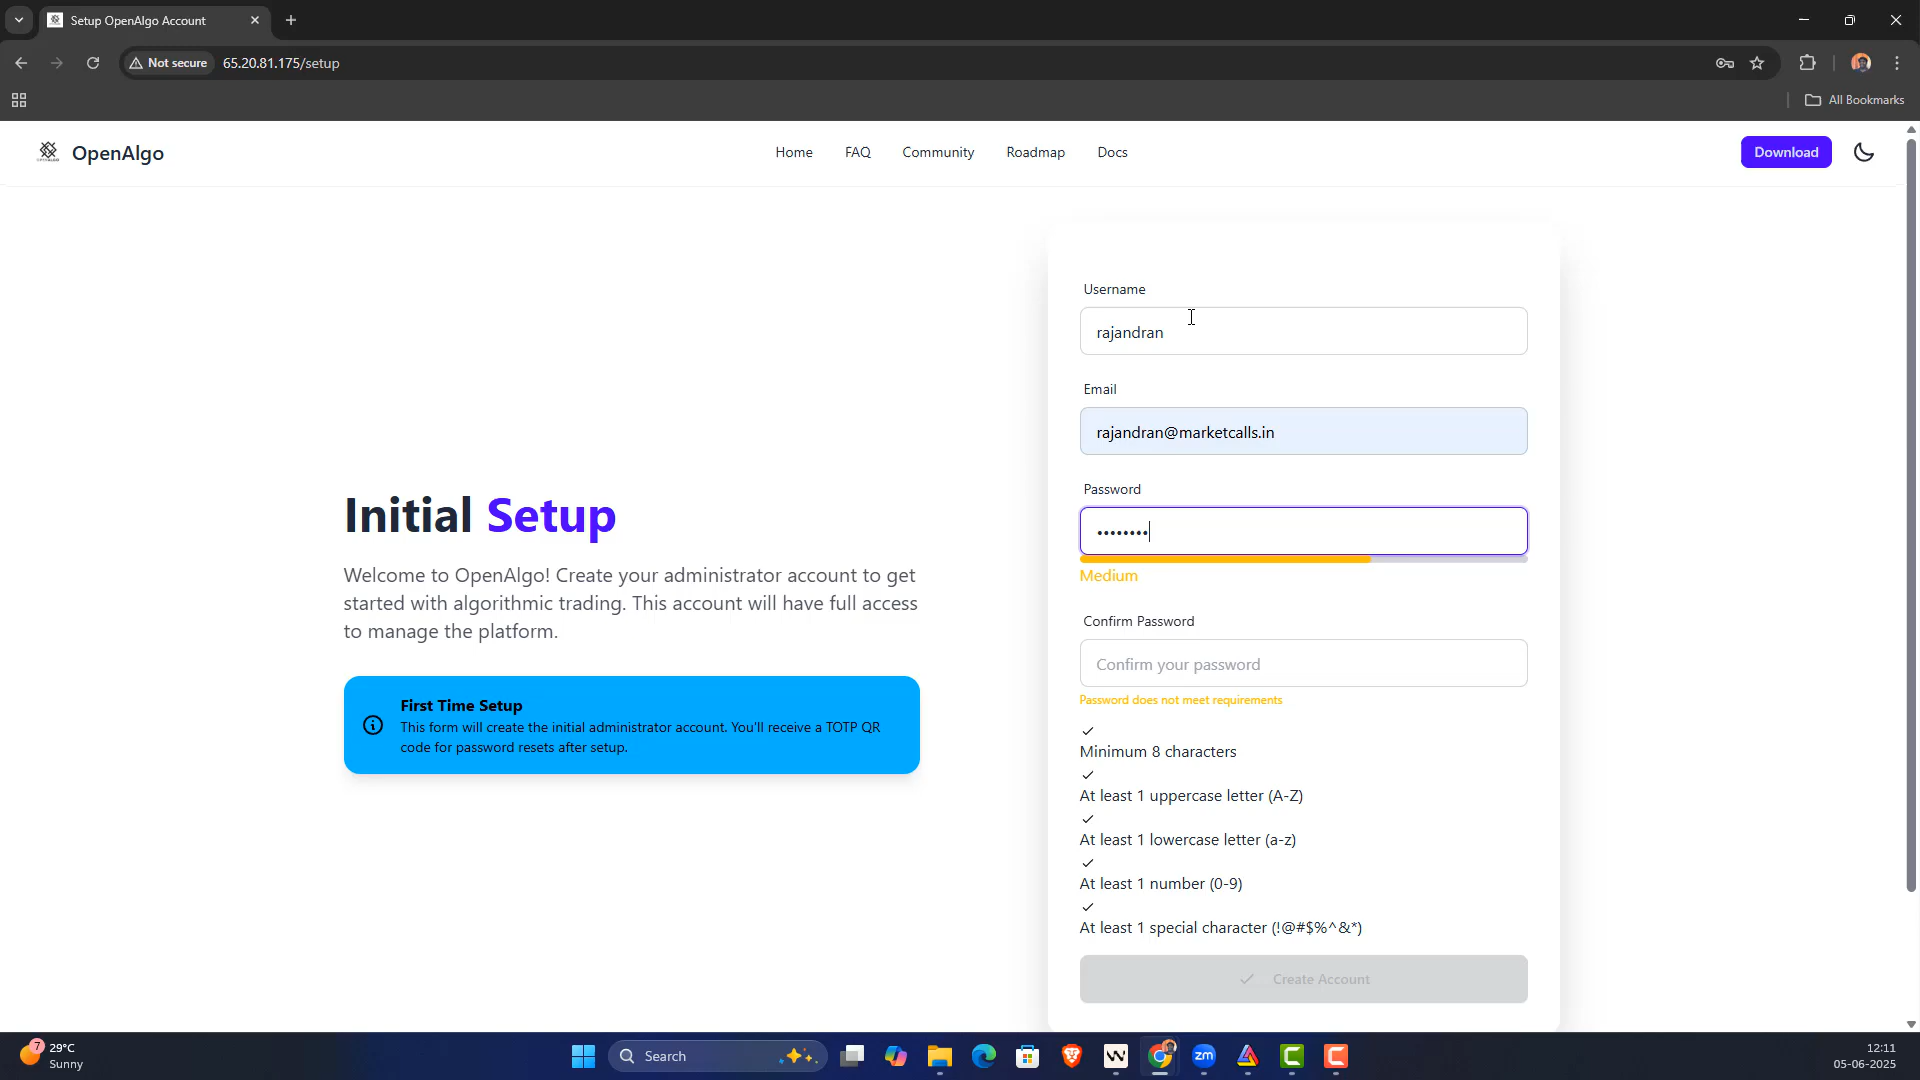 Setup OpenAlgo Account
Not secure
65.20.81.175/setup
All Bookmarks
OpenAlgo
Home
FAQ
Community
Roadmap
Docs
Download
Initial Setup
Welcome to OpenAlgo! Create your administrator account to get
started with algorithmic trading. This account will have full access
to manage the platform.
First Time Setup
This form will create the initial administrator account. You'll receive a TOTP QR
code for password resets after setup.
Username
rajandran
Email
rajandran@marketcalls.in
Password
••••••••
Medium
Confirm Password
Confirm your password
Password does not meet requirements
Minimum 8 characters
At least 1 uppercase letter (A-Z)
At least 1 lowercase letter (a-z)
At least 1 number (0-9)
At least 1 special character (!@#$%^&*)
Create Account
7
29°C
Sunny
Search
zm
12:11
05-06-2025